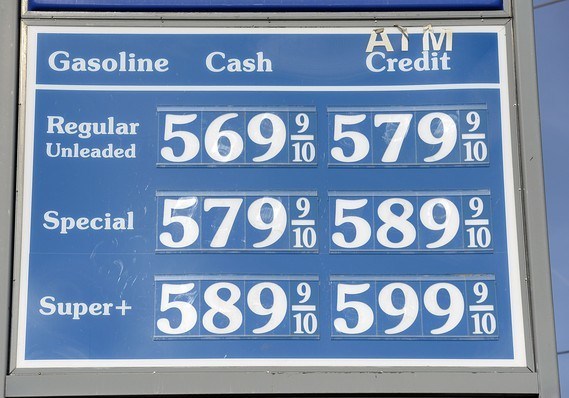 ATM
Gasoline Cash Credit
Regular Unleaded 569 9/10 579 9/10
Special 579 9/10 589 9/10
Super+ 589 9/10 599 9/10